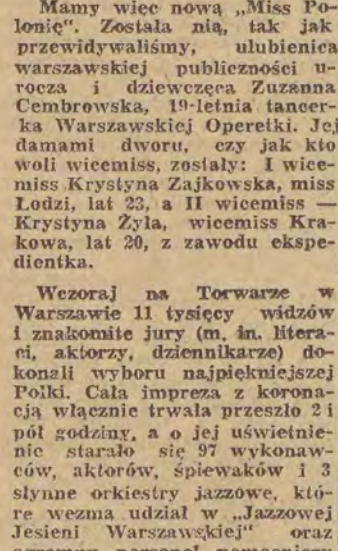 Mamy więc nową „Miss Po-
lonię". Została nią, tak jak
przewidywaliśmy, ulubienica
warszawskiej publiczności u-
rocza i dziewczęca Zuzanna
Cembrowska, 19-letnia tancer-
ka Warszawskiej Operetki. Jej
damami dworu, czy jak kto
woli wicemiss, zostały: I wice-
miss Krystyna Zajkowska, miss
Łodzi, lat 23, a II wicemiss —
Krystyna Żyła, wicemiss Kra-
kowa, lat 20, z zawodu ekspe-
dientka.
Wczoraj na Torwarze w
Warszawie 11 tysięcy widzów
i znakomite jury (m. in. litera-
ci, aktorzy, dziennikarze) do-
konali wyboru najpiękniejszej
Polki. Cała impreza z korona-
cją włącznie trwała przeszło 2 i
pół godziny, a o jej uświetnie-
nie starało się 97 wykonaw-
ców, aktorów, śpiewaków i 3
słynne orkiestry jazzowe, któ-
re wezmą udział w „Jazzowej
Jesieni Warszawskiej" oraz
personel